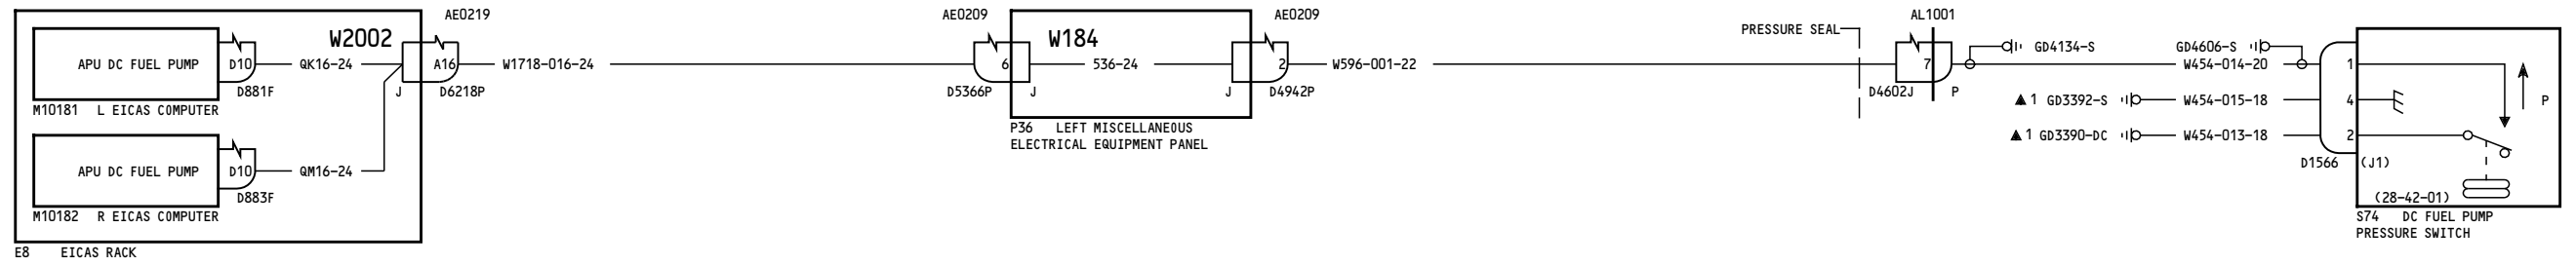 AE0219
AE0209
AE0209
AL1001
W2002
W184
PRESSURE SEAL
GD4134-S
GD4606-S
APU DC FUEL PUMP
D10
QK16-24
A16
W1718-016-24
6
536-24
2
W596-001-22
7
W454-014-20
1
D881F
J
D6218P
D5366P
J
J
D4942P
D4602J
P
1 GD3392-S
W454-015-18
4
P
M10181 L EICAS COMPUTER
P36 LEFT MISCELLANEOUS
ELECTRICAL EQUIPMENT PANEL
1 GD3390-DC
W454-013-18
2
D1566
(J1)
APU DC FUEL PUMP
D10
QM16-24
D883F
(28-42-01)
M10182 R EICAS COMPUTER
S74 DC FUEL PUMP
PRESSURE SWITCH
E8 EICAS RACK